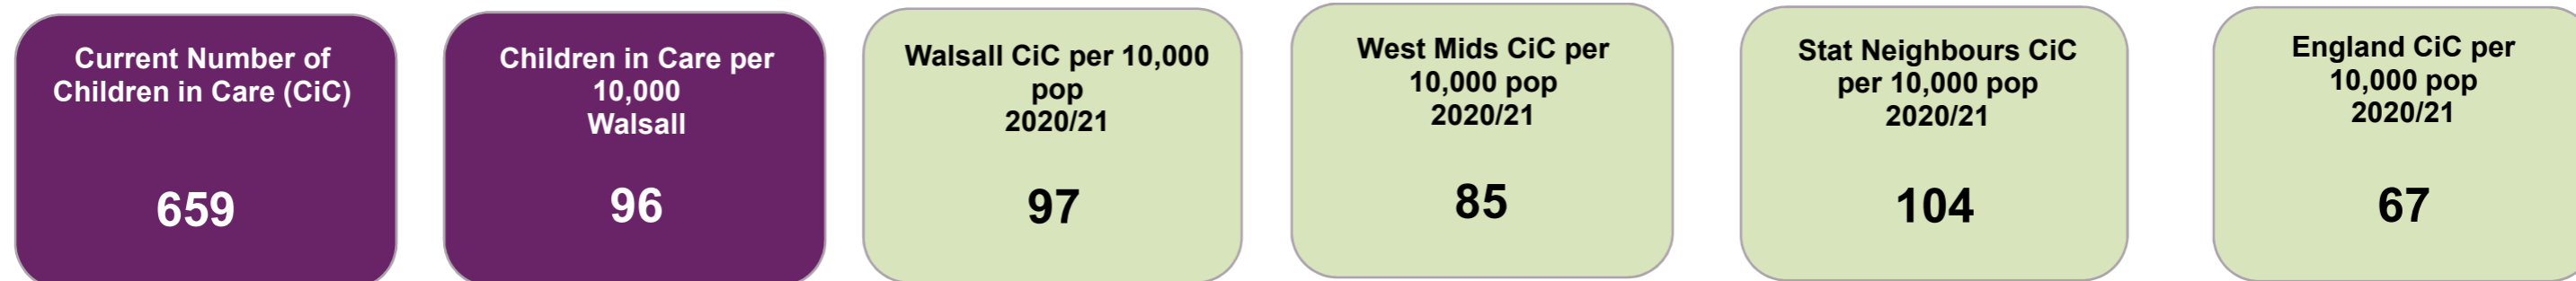 Current Number of
Children in Care (CiC)
659
Children in Care per
10,000
Walsall
96
Walsall CiC per 10,000
pop
2020/21
97
West Mids CiC per
10,000 pop
2020/21
85
Stat Neighbours CiC
per 10,000 pop
2020/21
104
England CiC per
10,000 pop
2020/21
67